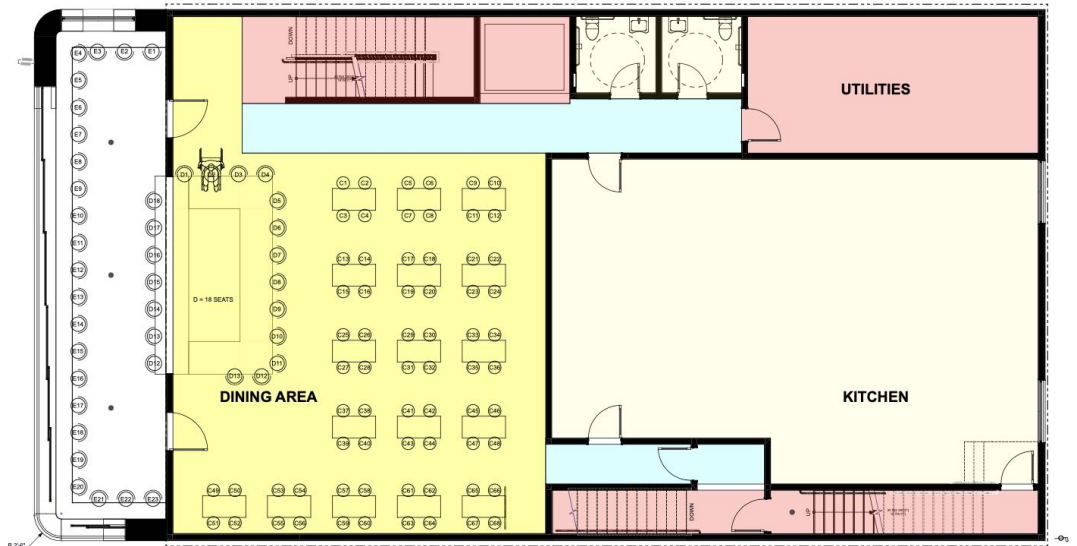 DOWN
UP
UTILITIES
E4 E3 E2 E1
E5
E6
E7
E8
E9
E10
E11
E12
E13
E14
E15
E16
E17
E18
E19
E20
E21 E22 E23
D1 D3 D4
D18 D5
D17 D6
D16 D7
D15 D8
D = 18 SEATS
D14 D9
D13 D10
D12 D11
D13 D12
DINING AREA
C1 C2 C5 C6 C9 C10
C3 C4 C7 C8 C11 C12
C13 C14 C17 C18 C21 C22
C15 C16 C19 C20 C23 C24
C25 C26 C29 C30 C33 C34
C27 C28 C31 C32 C35 C36
C37 C38 C41 C42 C45 C46
C39 C40 C43 C44 C47 C48
C49 C50 C53 C54 C57 C58 C61 C62 C65 C66
C51 C52 C55 C56 C59 C60 C63 C64 C67 C68
KITCHEN
DOWN
UP
R 2'-6"